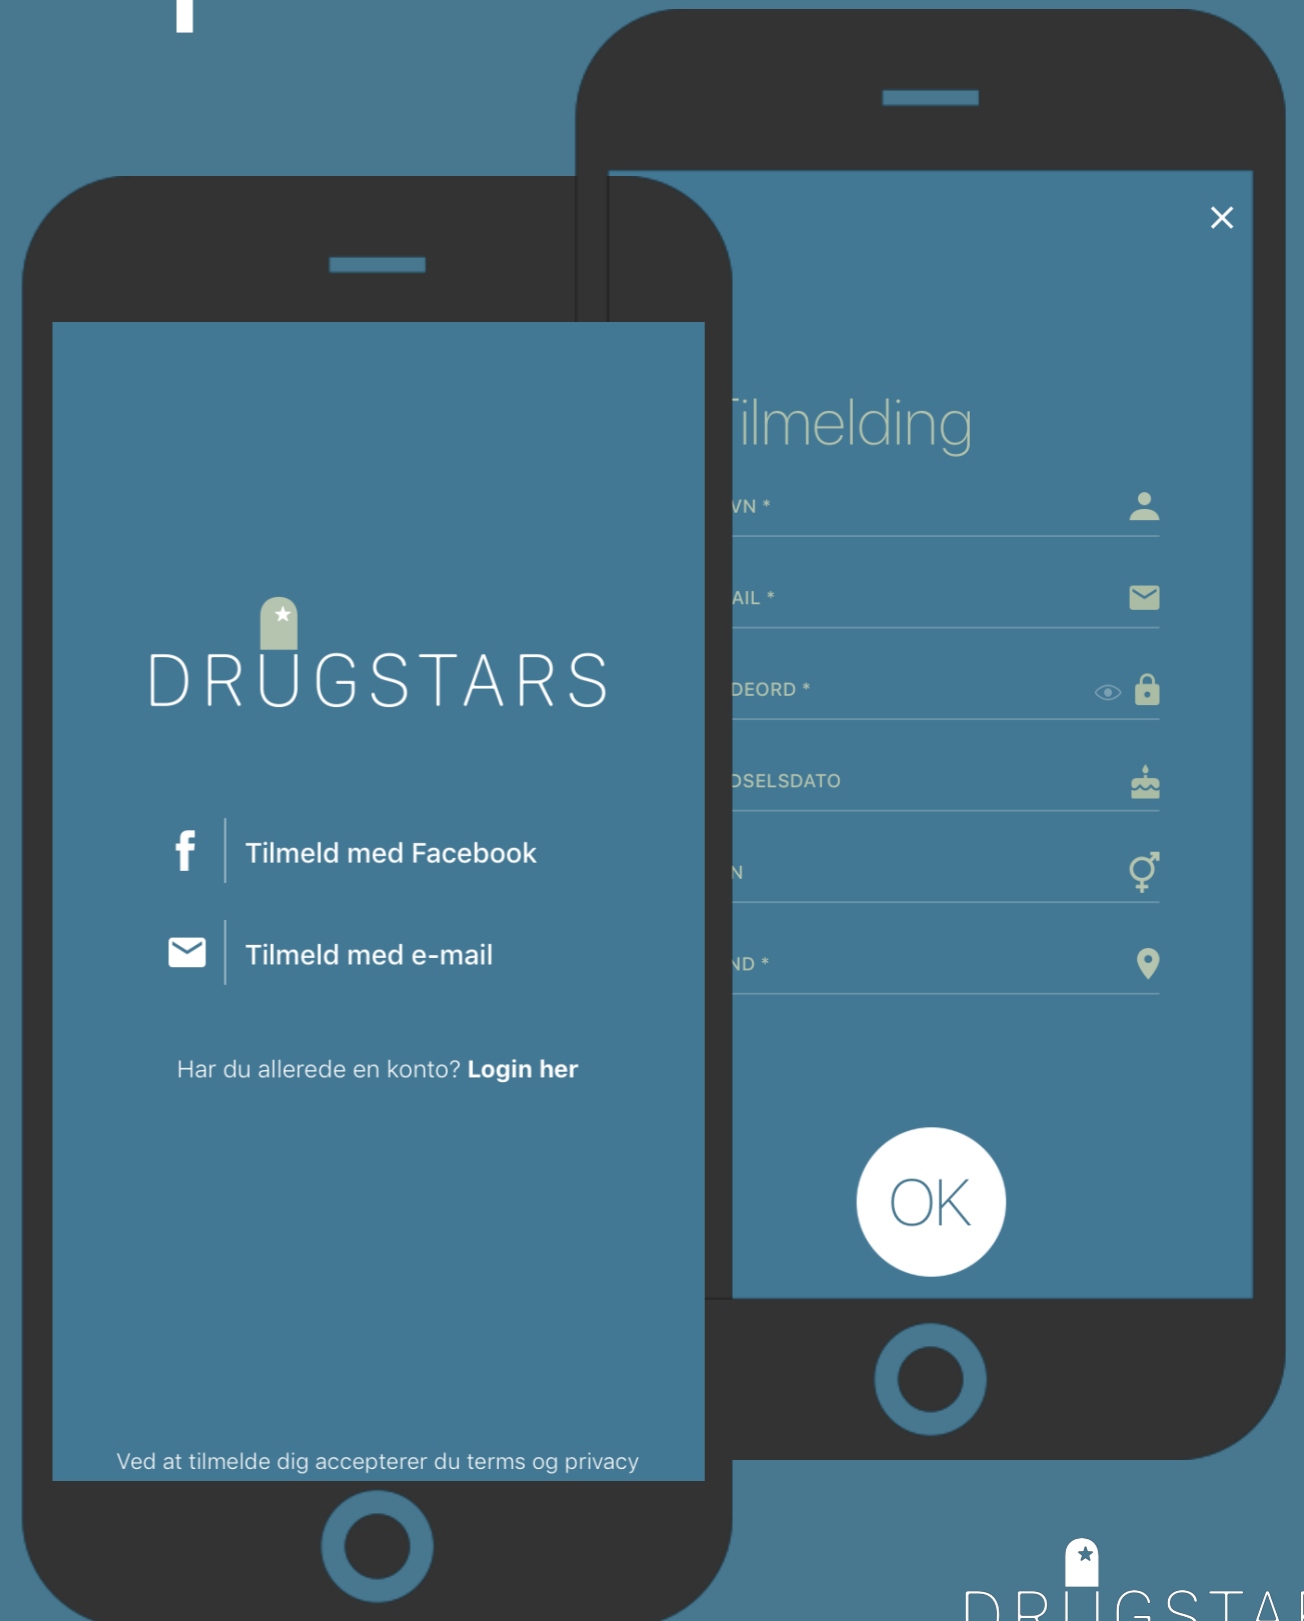 DRUGSTARS
Tilmeld med Facebook
Tilmeld med e-mail
Har du allerede en konto? Login her
Ved at tilmelde dig accepterer du terms og privacy
Tilmelding
VN *
AIL *
DEORD *
DSELSDATO
N
ND *
OK
DRUGSTA